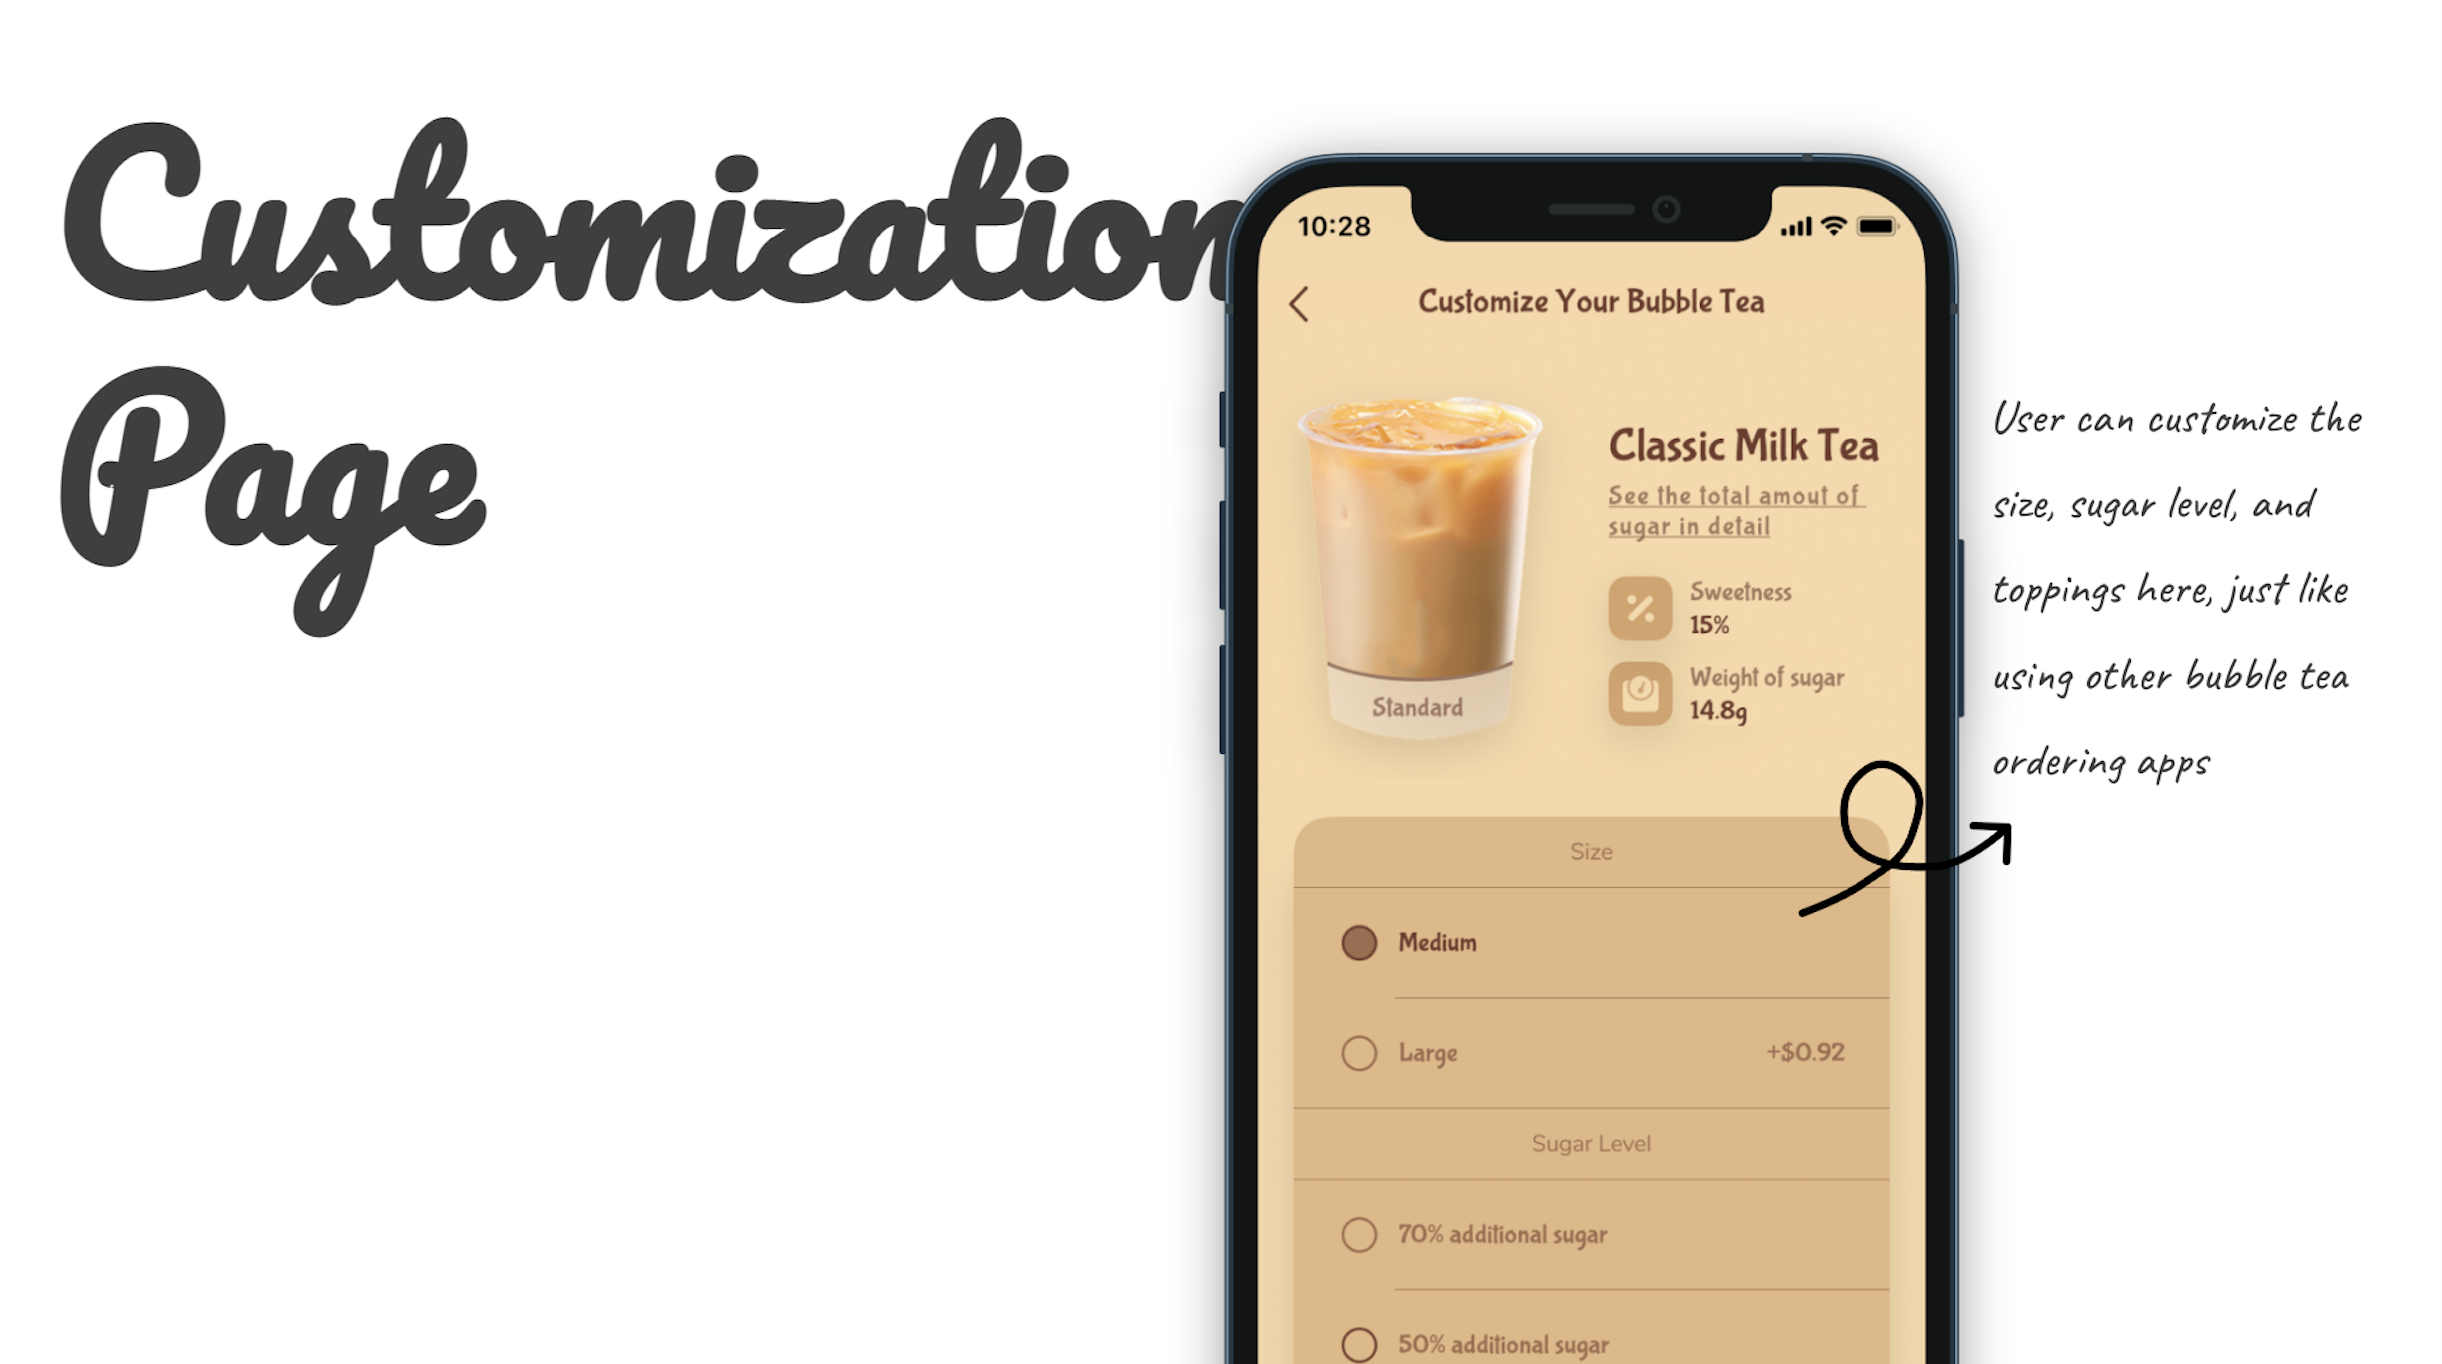 Customization
Page
10:28
Customize Your Bubble Tea
Classic Milk Tea
See the total amout of
sugar in detail
Sweetness
15%
Weight of sugar
14.8g
Standard
Size
Medium
Large +$0.92
Sugar Level
70% additional sugar
50% additional sugar
User can customize the
size, sugar level, and
toppings here, just like
using other bubble tea
ordering apps